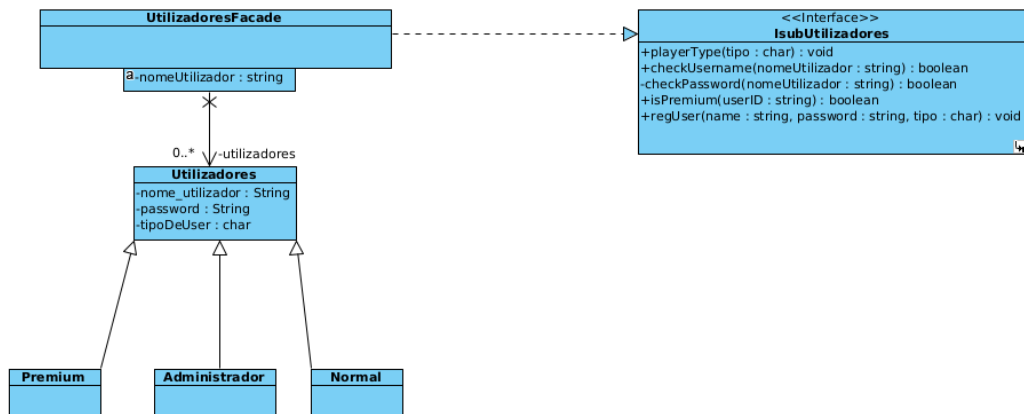 UtilizadoresFacade
<<Interface>>
IsubUtilizadores
+playerType(tipo : char) : void
+checkUsername(nomeUtilizador : string) : boolean
-checkPassword(nomeUtilizador : string) : boolean
+isPremium(userID : string) : boolean
+regUser(name : string, password : string, tipo : char) : void
a
-nomeUtilizador : string
0..*
-utilizadores
Utilizadores
-nome_utilizador : String
-password : String
-tipoDeUser : char
Premium
Administrador
Normal